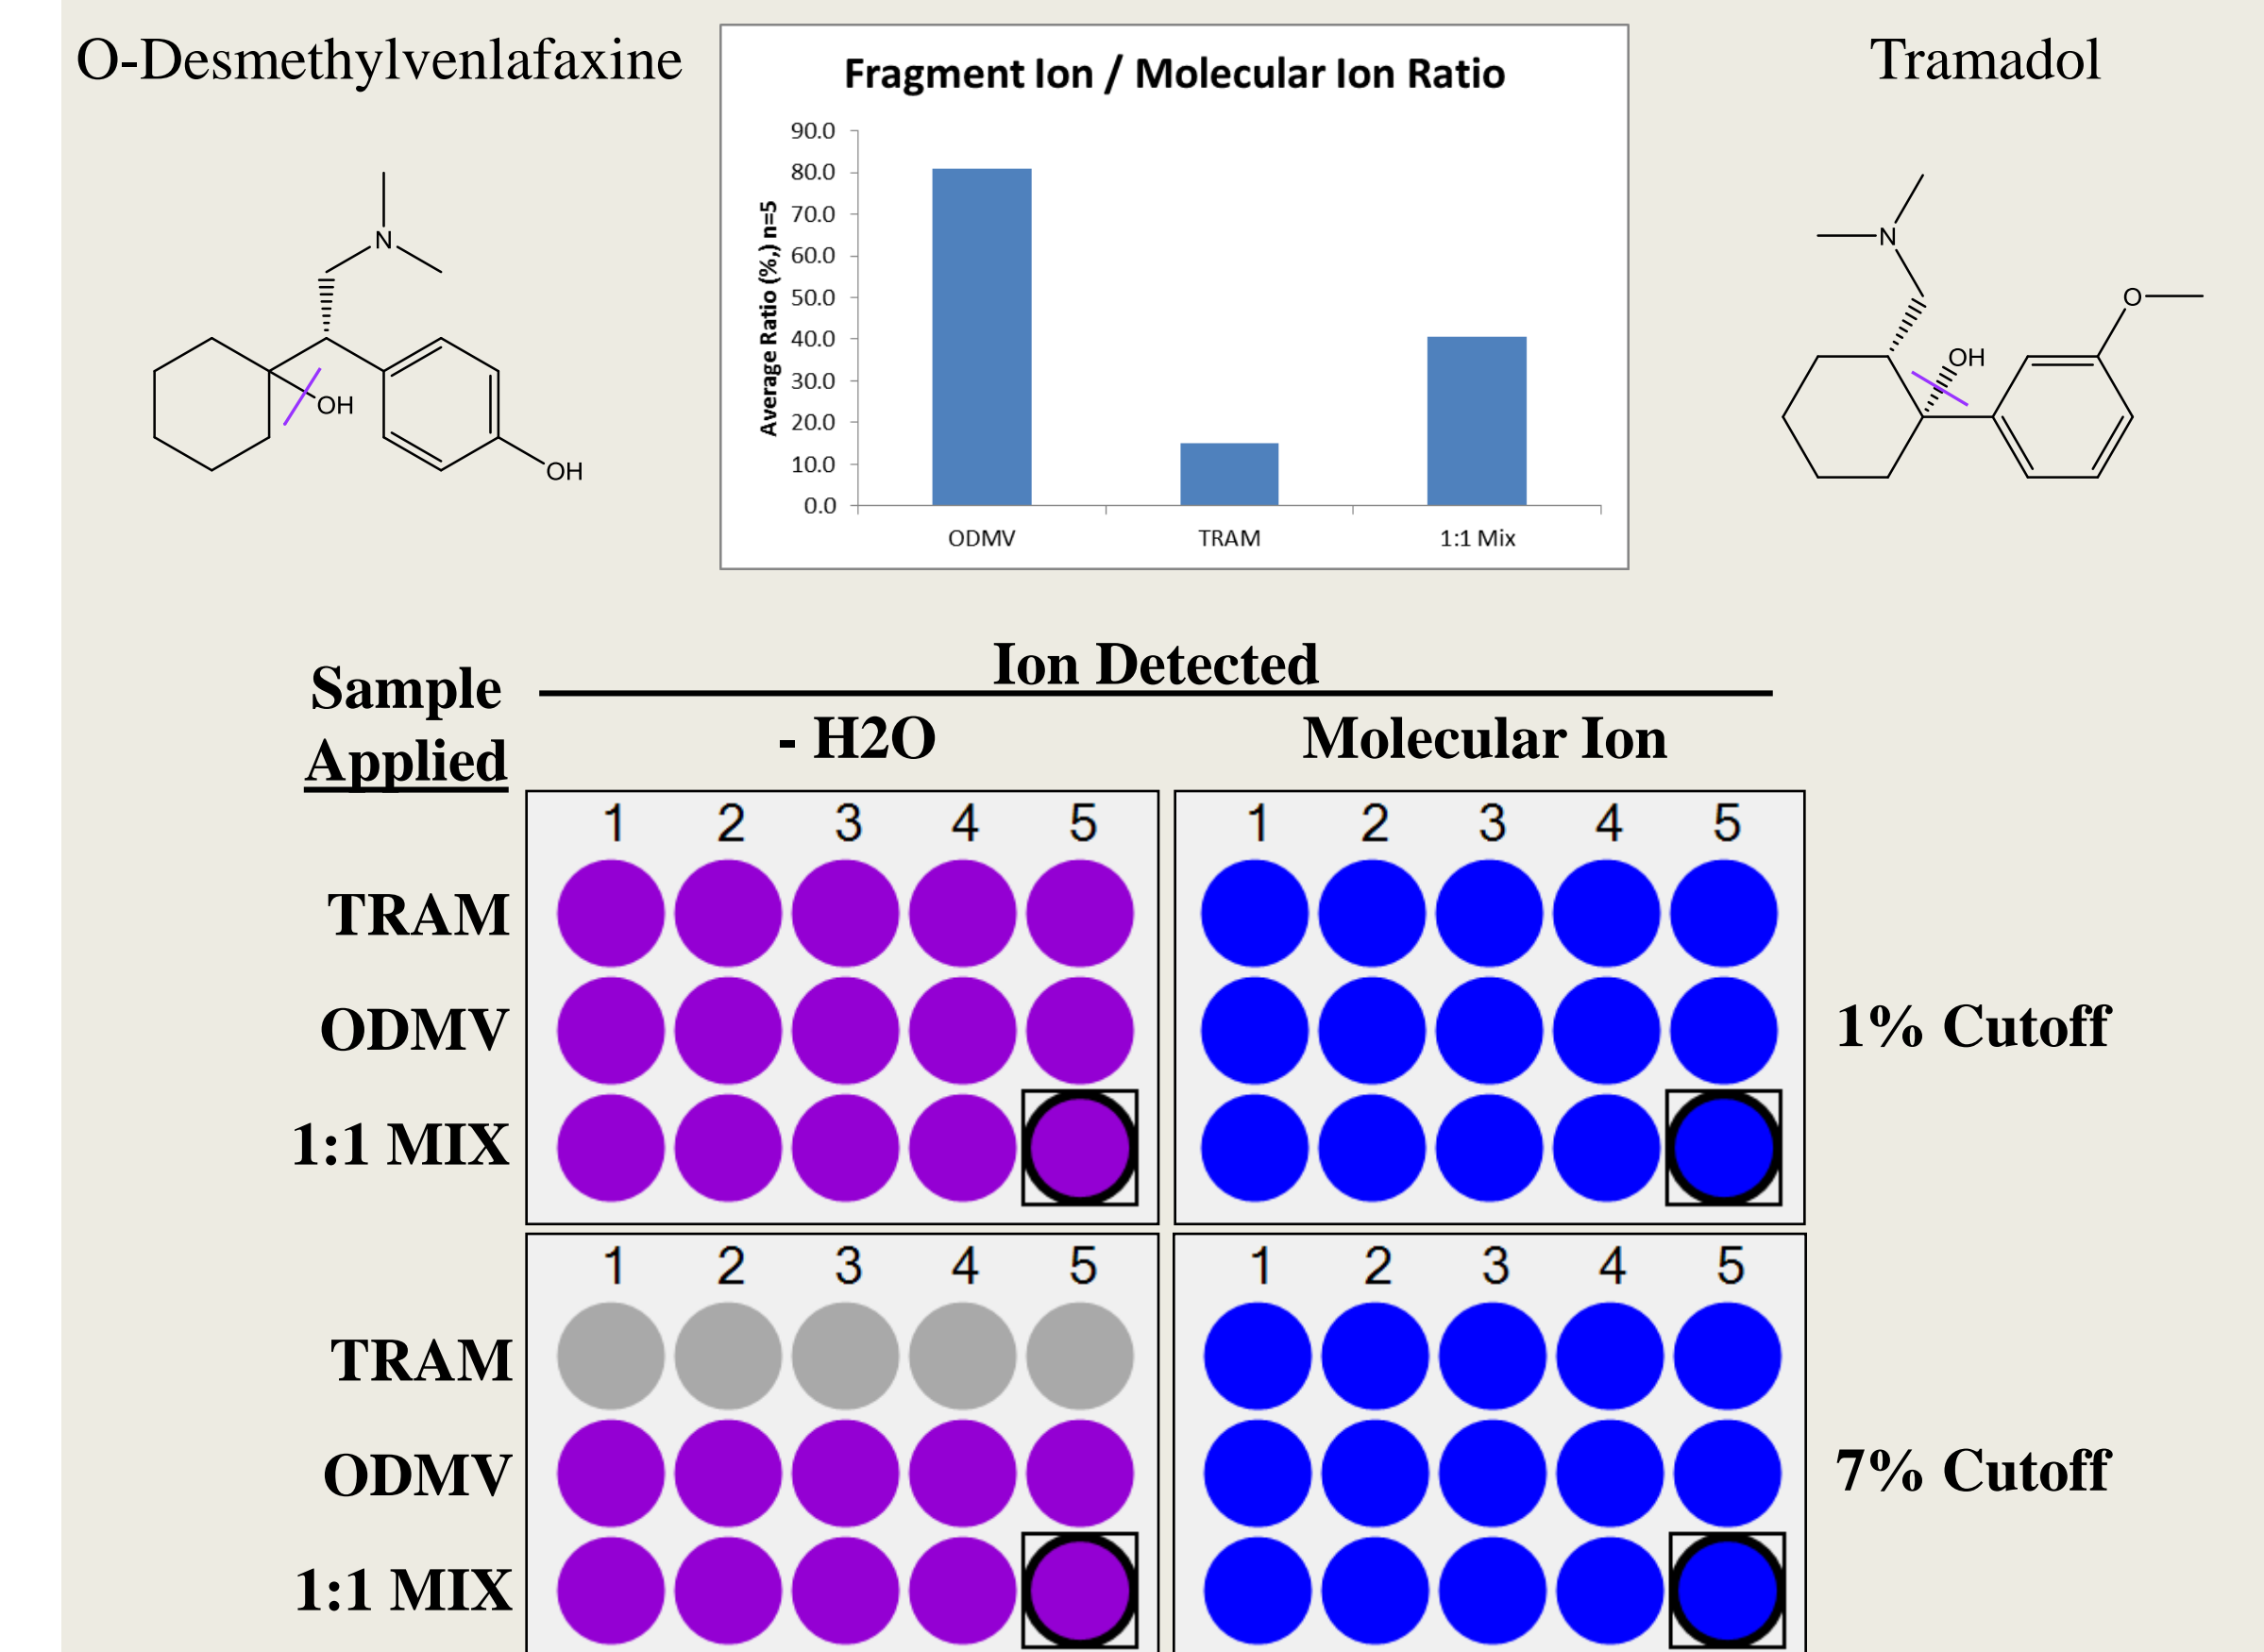 O-Desmethylvenlafaxine
N
OH
OH
Fragment Ion / Molecular Ion Ratio
Average Ratio (%,) n=5
90.0
80.0
70.0
60.0
50.0
40.0
30.0
20.0
10.0
0.0
ODMV TRAM 1:1 Mix
Tramadol
N
O
OH
Ion Detected
Sample
Applied
- H2O Molecular Ion
1 2 3 4 5 1 2 3 4 5
TRAM
ODMV
1% Cutoff
1:1 MIX
1 2 3 4 5 1 2 3 4 5
TRAM
ODMV
7% Cutoff
1:1 MIX